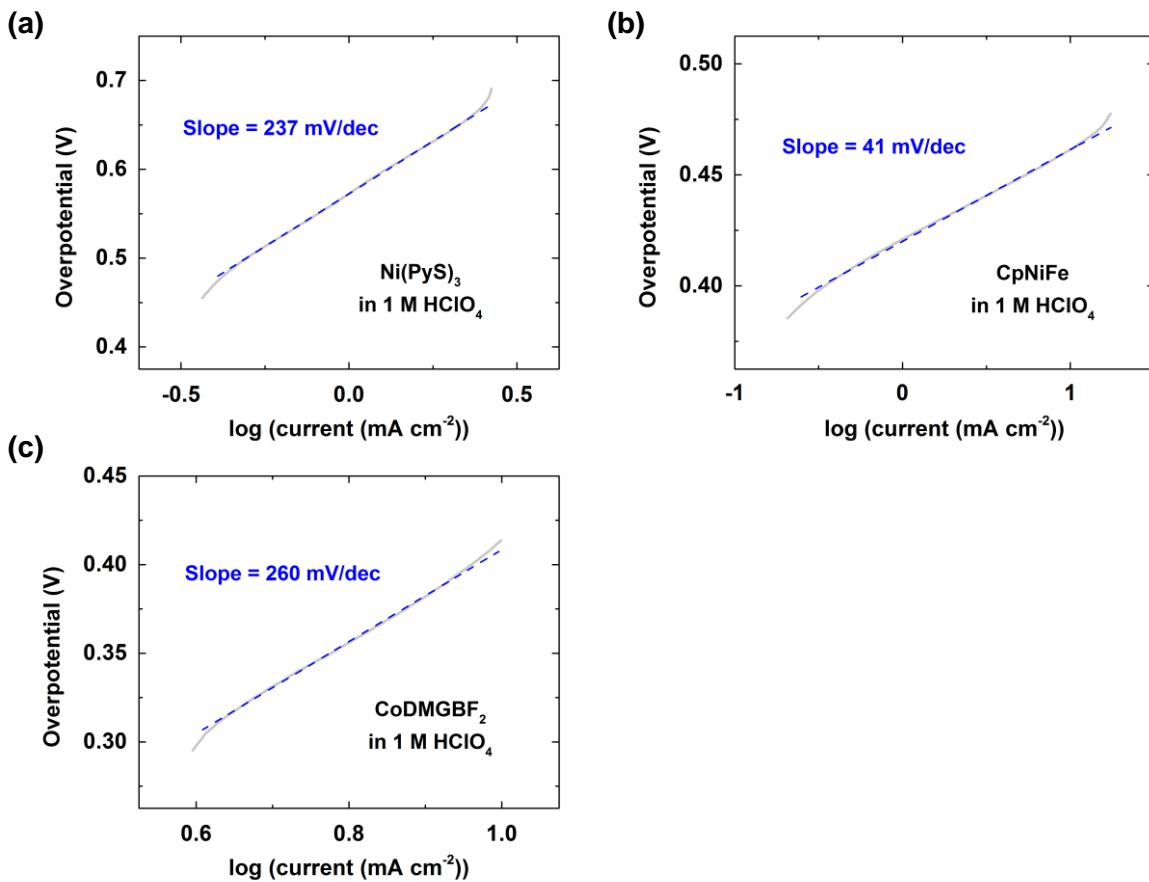 (a)
Overpotential (V)
0.7
0.6
0.5
0.4
Slope = 237 mV/dec
Ni(PyS)₃
in 1 M HClO₄
-0.5
0.0
0.5
log (current (mA cm⁻²))
(b)
Overpotential (V)
0.50
0.45
0.40
Slope = 41 mV/dec
CpNiFe
in 1 M HClO₄
-1
0
1
log (current (mA cm⁻²))
(c)
Overpotential (V)
0.45
0.40
0.35
0.30
Slope = 260 mV/dec
CoDMGBF₂
in 1 M HClO₄
0.6
0.8
1.0
log (current (mA cm⁻²))